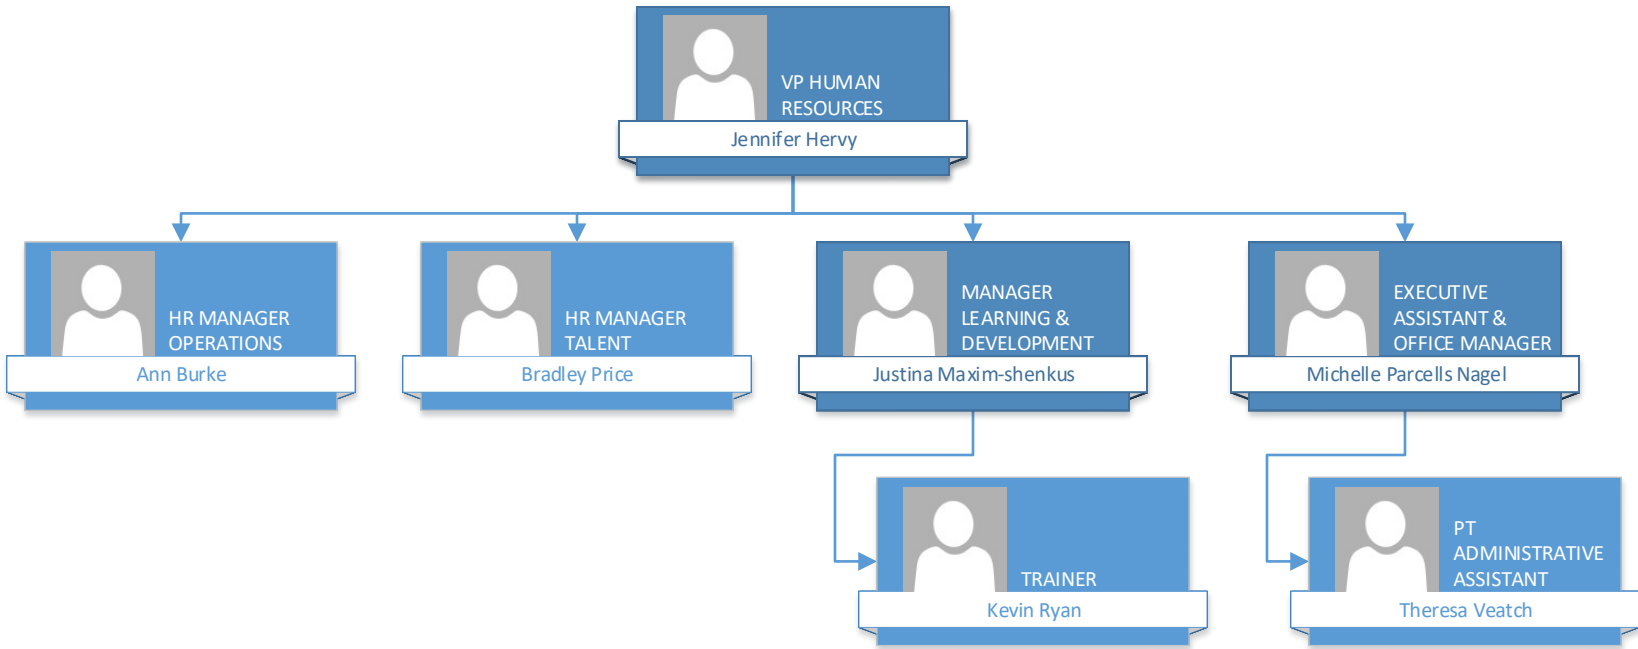 VP HUMAN
RESOURCES
Jennifer Hervy
HR MANAGER
OPERATIONS
Ann Burke
HR MANAGER
TALENT
Bradley Price
MANAGER
LEARNING &
DEVELOPMENT
Justina Maxim-shenkus
EXECUTIVE
ASSISTANT &
OFFICE MANAGER
Michelle Parcells Nagel
TRAINER
Kevin Ryan
PT
ADMINISTRATIVE
ASSISTANT
Theresa Veatch